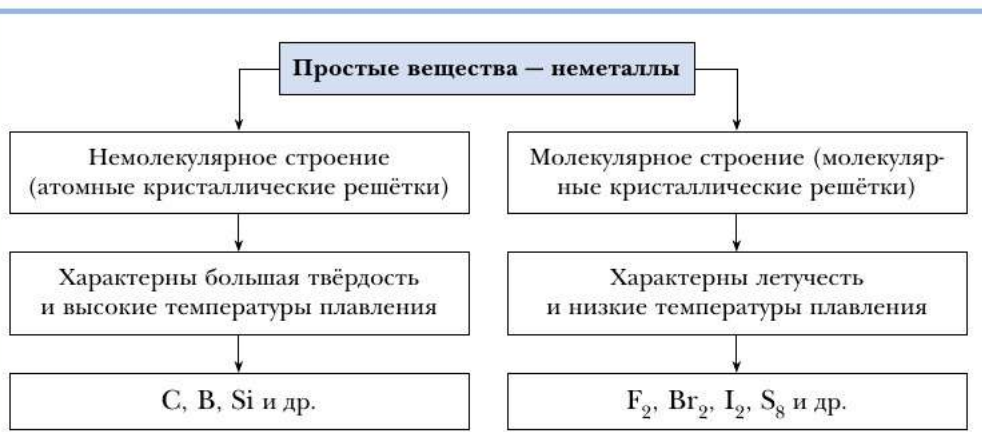 Простые вещества — неметаллы
Немолекулярное строение
(атомные кристаллические решётки)
Характерны большая твёрдость
и высокие температуры плавления
C, B, Si и др.
Молекулярное строение (молекуляр-
ные кристаллические решётки)
Характерны летучесть
и низкие температуры плавления
F₂, Br₂, I₂, S₈ и др.